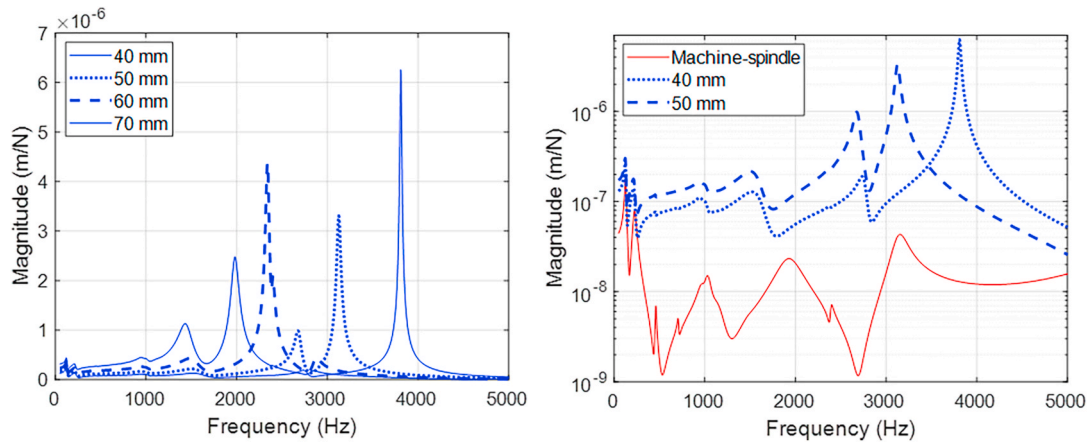 ×10⁻⁶
7
6
5
4
3
2
1
0
Magnitude (m/N)
40 mm
50 mm
60 mm
70 mm
0 1000 2000 3000 4000 5000
Frequency (Hz)
10⁻⁶
10⁻⁷
10⁻⁸
10⁻⁹
Magnitude (m/N)
Machine-spindle
40 mm
50 mm
0 1000 2000 3000 4000 5000
Frequency (Hz)